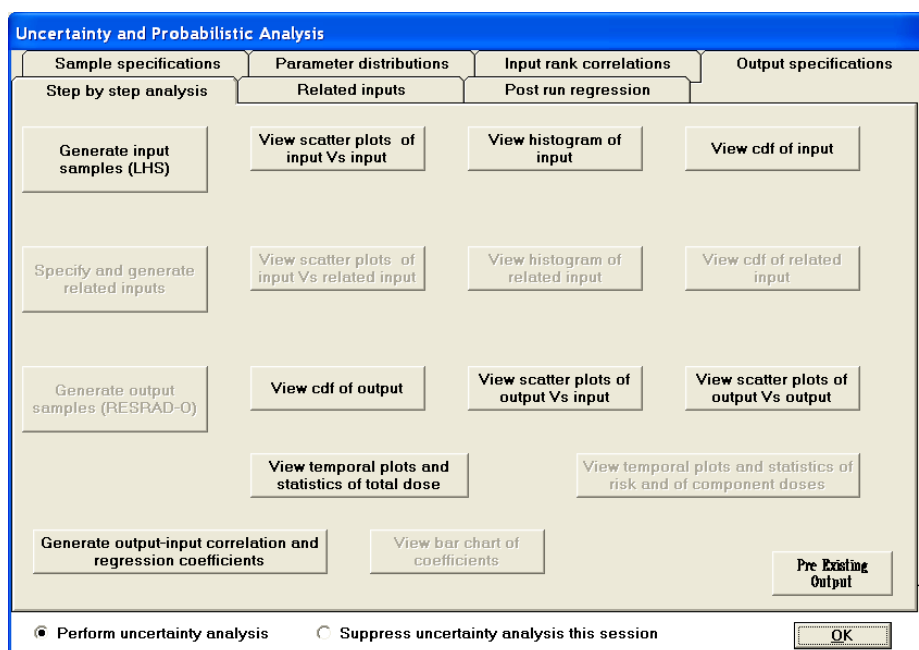 Uncertainty and Probabilistic Analysis
Sample specifications
Parameter distributions
Input rank correlations
Output specifications
Step by step analysis
Related inputs
Post run regression
Generate input
samples (LHS)
View scatter plots of
input Vs input
View histogram of
input
View cdf of input
Specify and generate
related inputs
View scatter plots of
input Vs related input
View histogram of
related input
View cdf of related
input
Generate output
samples (RESRAD-O)
View cdf of output
View scatter plots of
output Vs input
View scatter plots of
output Vs output
View temporal plots and
statistics of total dose
View temporal plots and statistics of
risk and of component doses
Generate output-input correlation and
regression coefficients
View bar chart of
coefficients
Pre Existing
Output
Perform uncertainty analysis
Suppress uncertainty analysis this session
OK